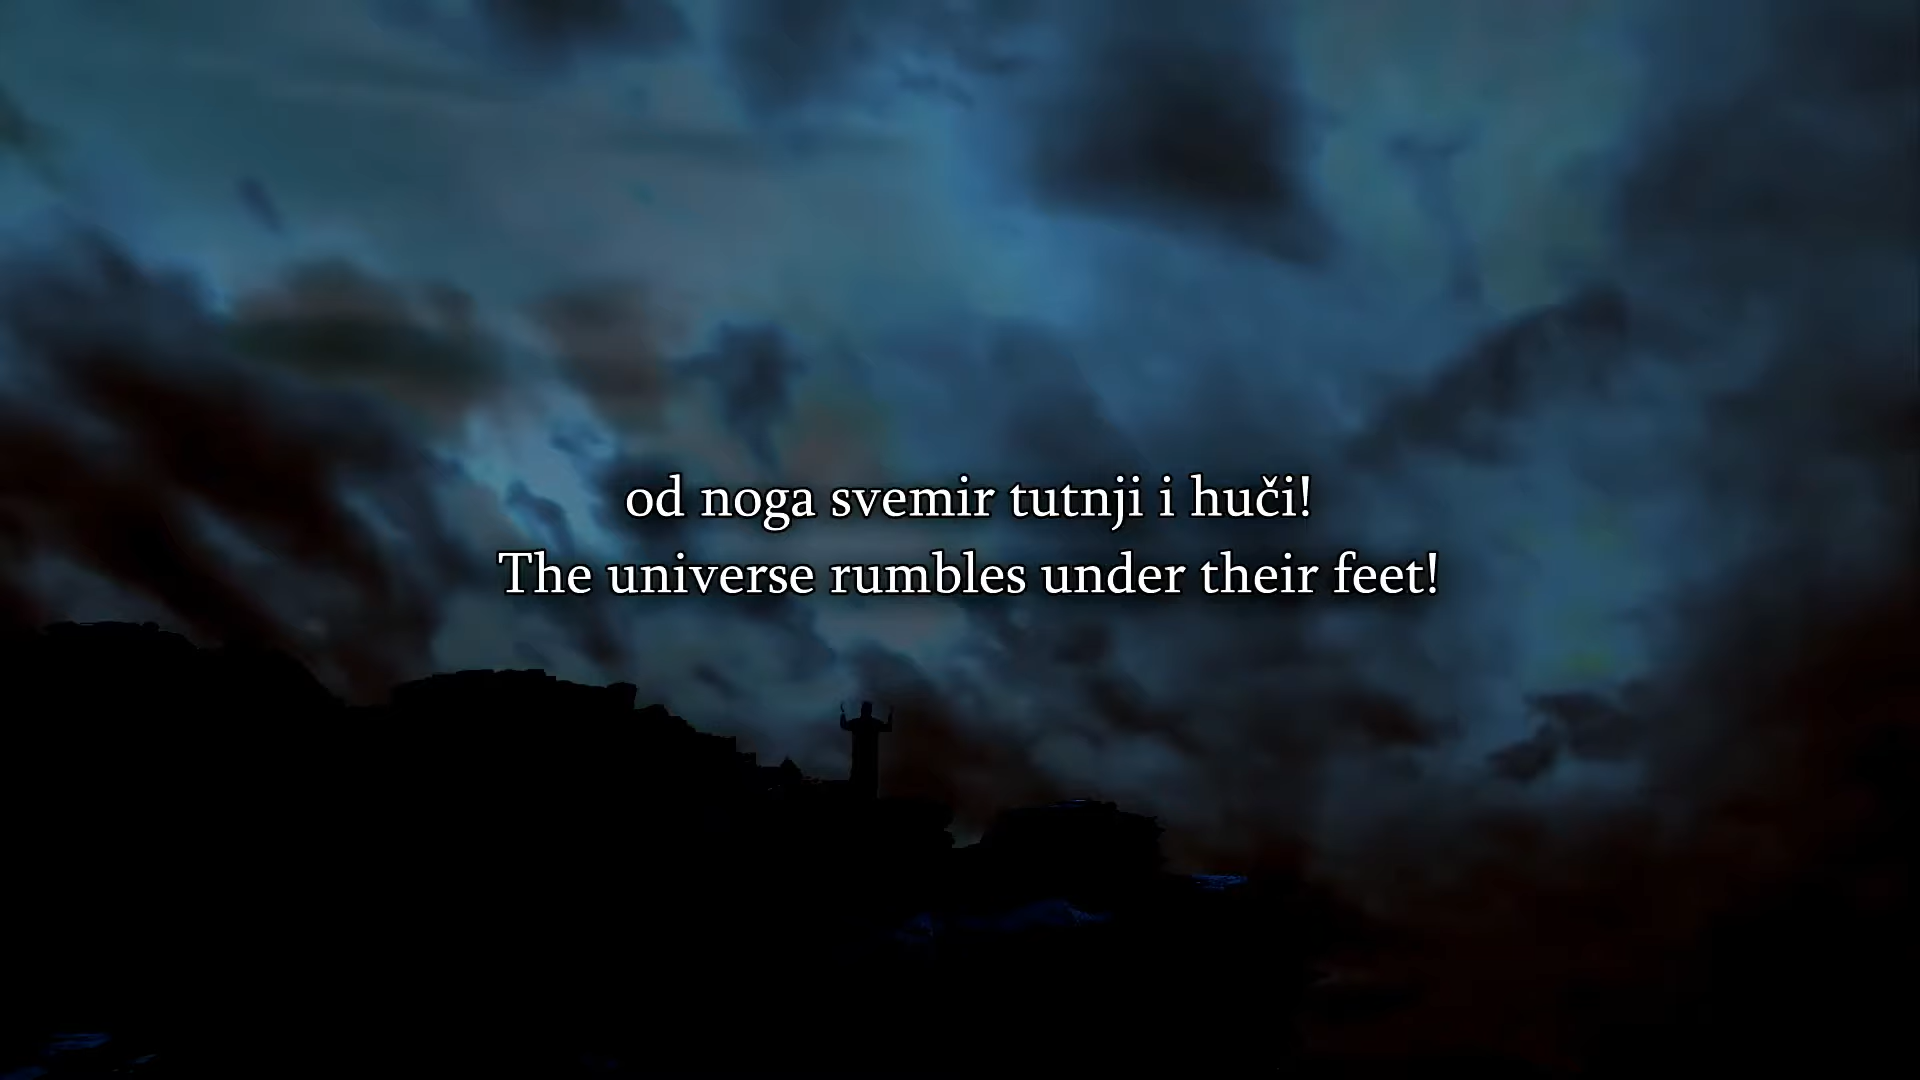 od noga svemir tutnji i huči!
The universe rumbles under their feet!